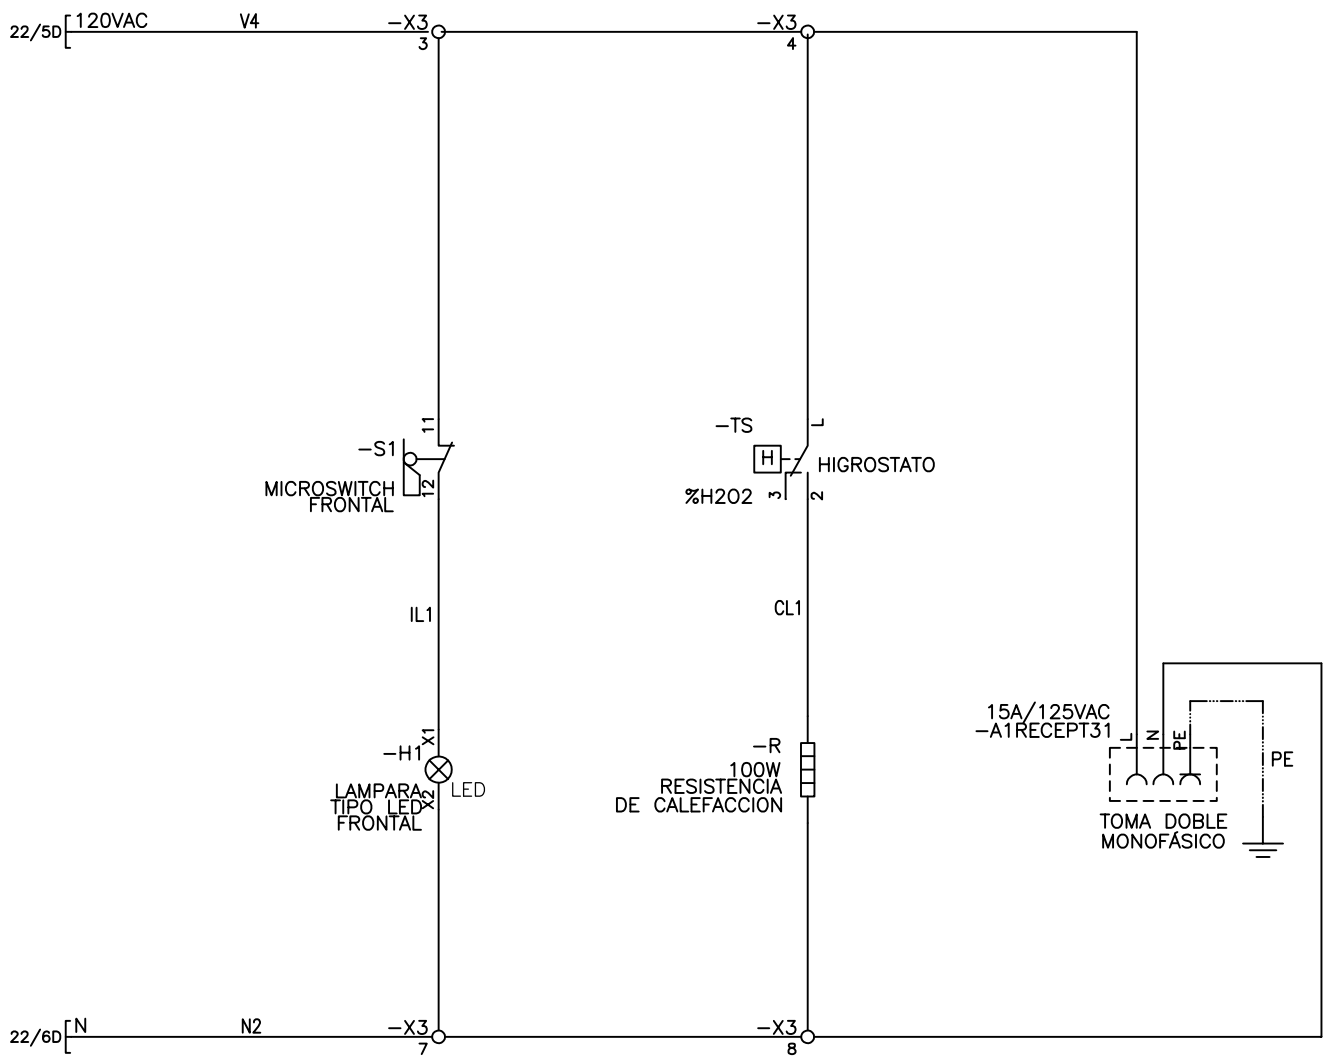 22/5D
120VAC
V4
-X3
3
-X3
4
11
-S1
12
MICROSWITCH
FRONTAL
-TS
L
H
HIGROSTATO
%H2O2
3
2
IL1
CL1
X1
-H1
X2
LED
LAMPARA
TIPO LED
FRONTAL
-R
100W
RESISTENCIA
DE CALEFACCION
15A/125VAC
-A1RECEPT31
L
N
PE
PE
TOMA DOBLE
MONOFÁSICO
22/6D
N
N2
-X3
7
-X3
8